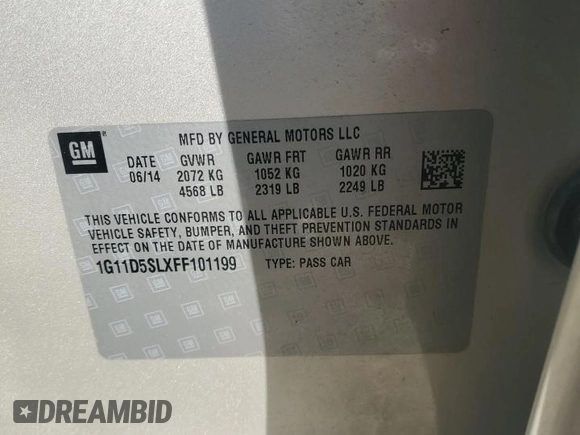 GM
MFD BY GENERAL MOTORS LLC
DATE GVWR GAWR FRT GAWR RR
06/14 2072 KG 1052 KG 1020 KG
4568 LB 2319 LB 2249 LB
THIS VEHICLE CONFORMS TO ALL APPLICABLE U.S. FEDERAL MOTOR
VEHICLE SAFETY, BUMPER, AND THEFT PREVENTION STANDARDS IN
EFFECT ON THE DATE OF MANUFACTURE SHOWN ABOVE.
1G11D5SLXFF101199 TYPE: PASS CAR
DREAMBID